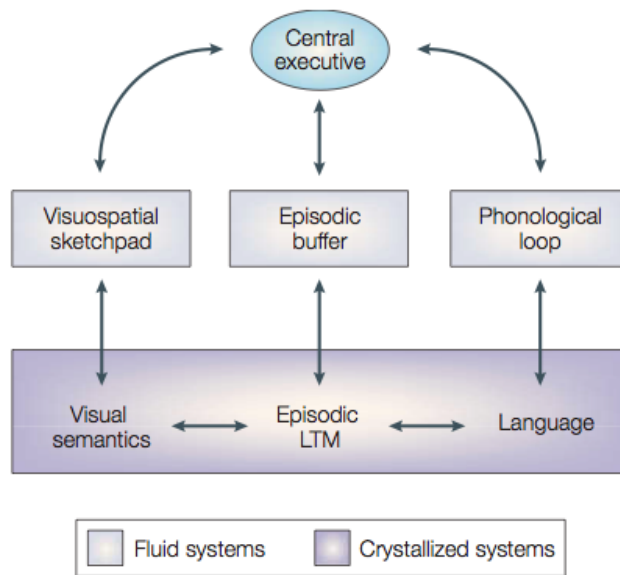 Central
executive
Visuospatial
sketchpad
Episodic
buffer
Phonological
loop
Visual
semantics
Episodic
LTM
Language
Fluid systems
Crystallized systems